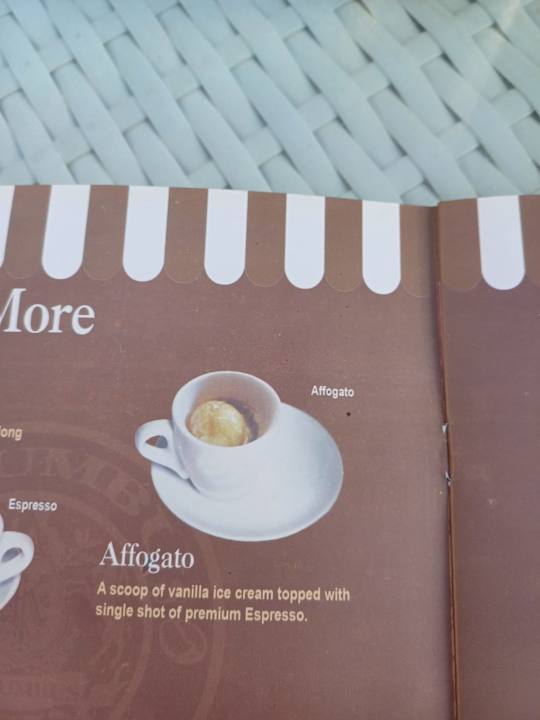 More
Affogato
long
Espresso
Affogato
A scoop of vanilla ice cream topped with
single shot of premium Espresso.